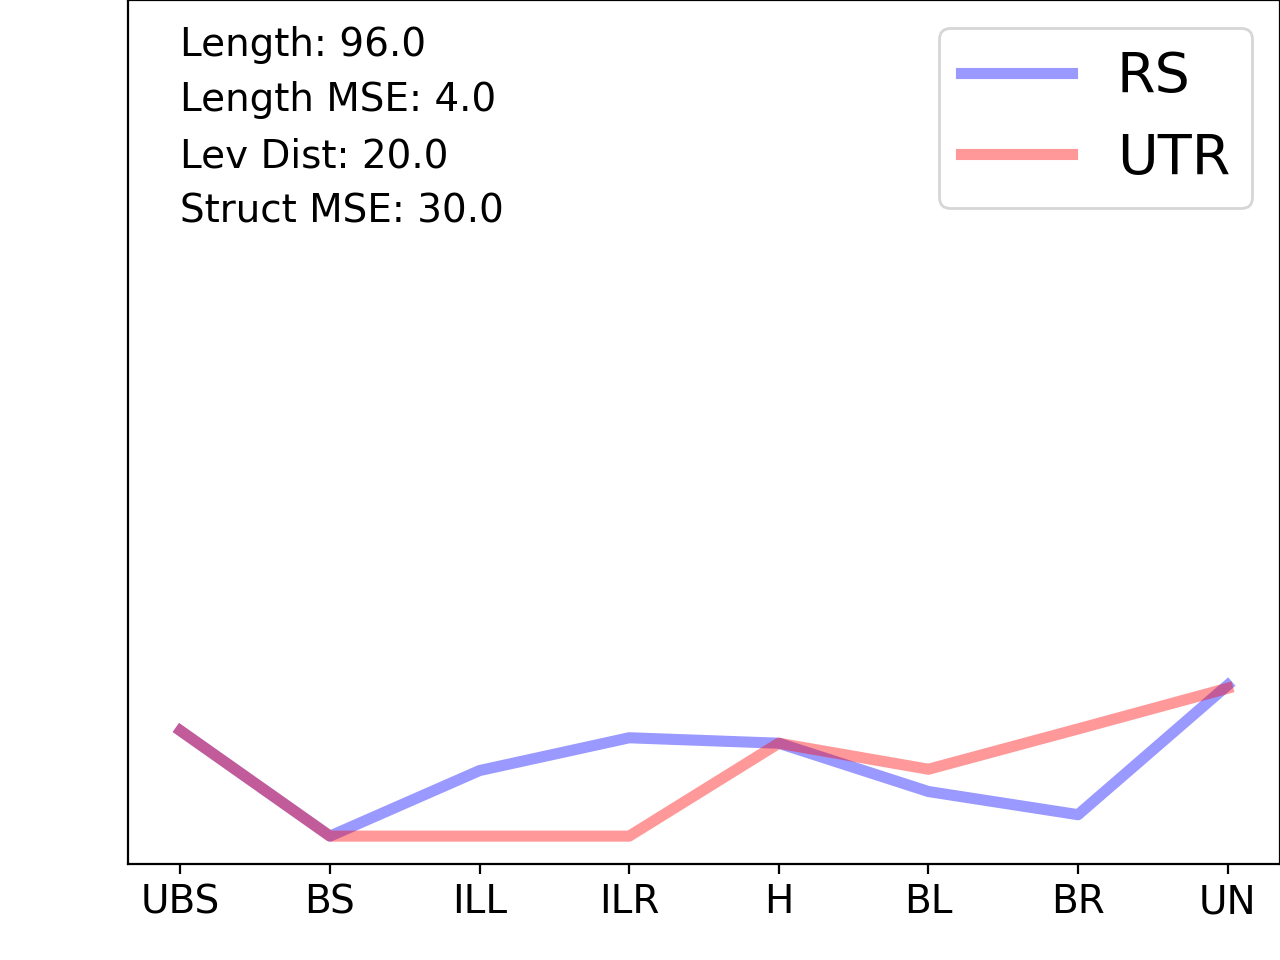 Length: 96.0
Length MSE: 4.0
Lev Dist: 20.0
Struct MSE: 30.0
RS
UTR
UBS BS ILL ILR H BL BR UN